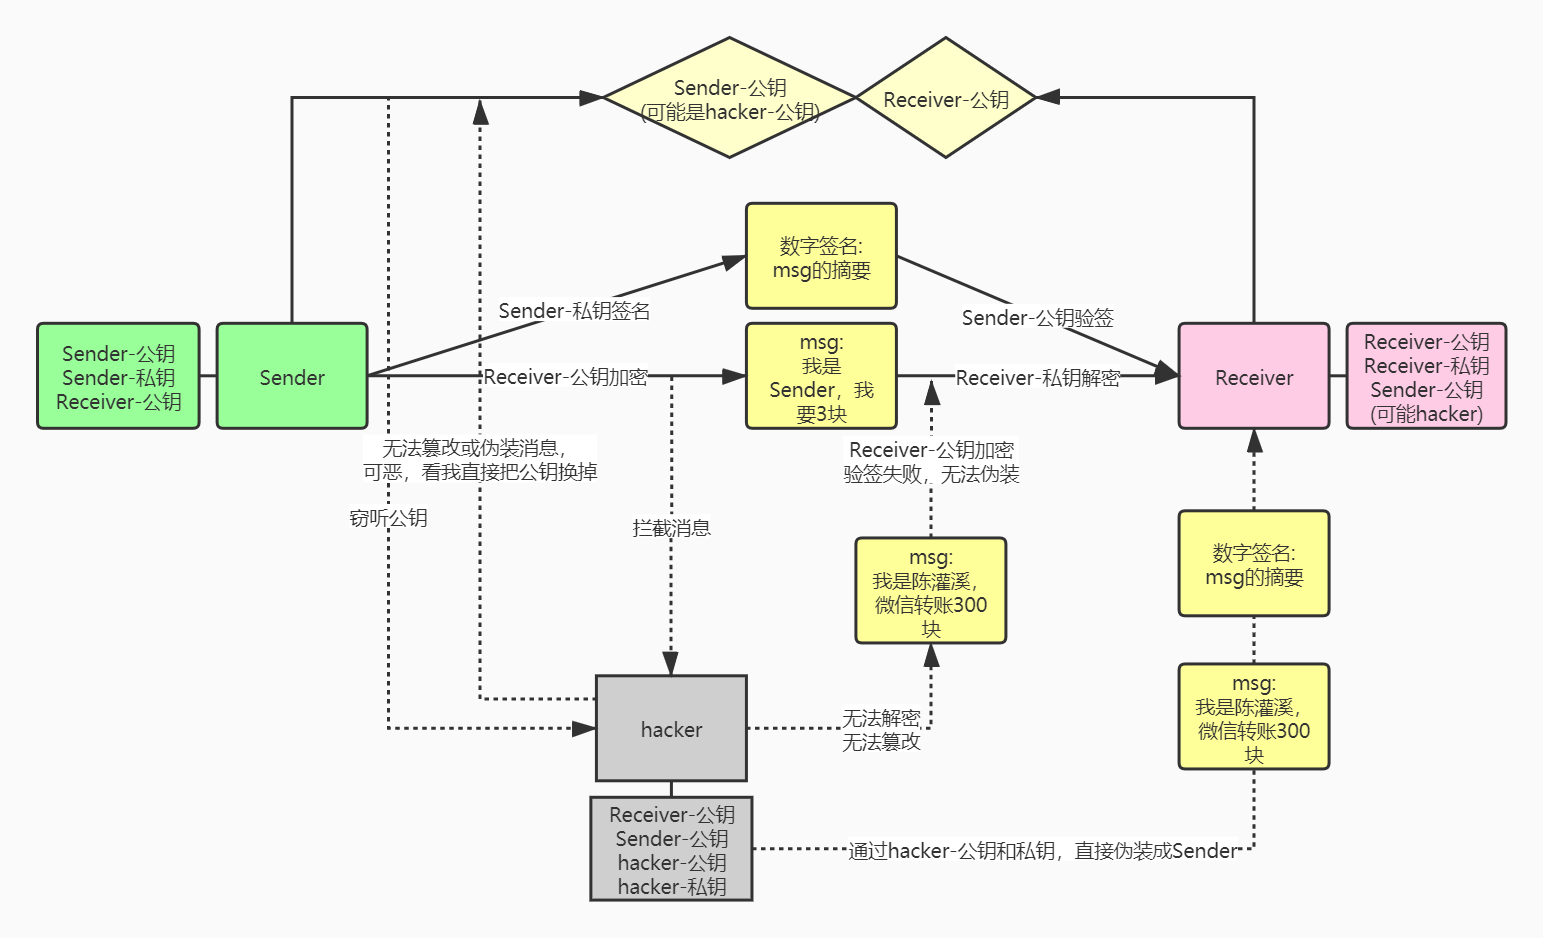 Sender-公钥
(可能是hacker-公钥)
Receiver-公钥
数字签名:
msg的摘要
Sender-私钥签名
Sender-公钥验签
Sender-公钥
Sender-私钥
Receiver-公钥
Sender
Receiver-公钥加密
msg:
我是
Sender，我
要3块
Receiver-私钥解密
Receiver
Receiver-公钥
Receiver-私钥
Sender-公钥
(可能hacker)
无法篡改或伪装消息，
可恶，看我直接把公钥换掉
Receiver-公钥加密
验签失败，无法伪装
窃听公钥
拦截消息
msg:
我是陈灌溪，
微信转账300
块
数字签名:
msg的摘要
hacker
无法解密
无法篡改
msg:
我是陈灌溪，
微信转账300
块
Receiver-公钥
Sender-公钥
hacker-公钥
hacker-私钥
通过hacker-公钥和私钥，直接伪装成Sender